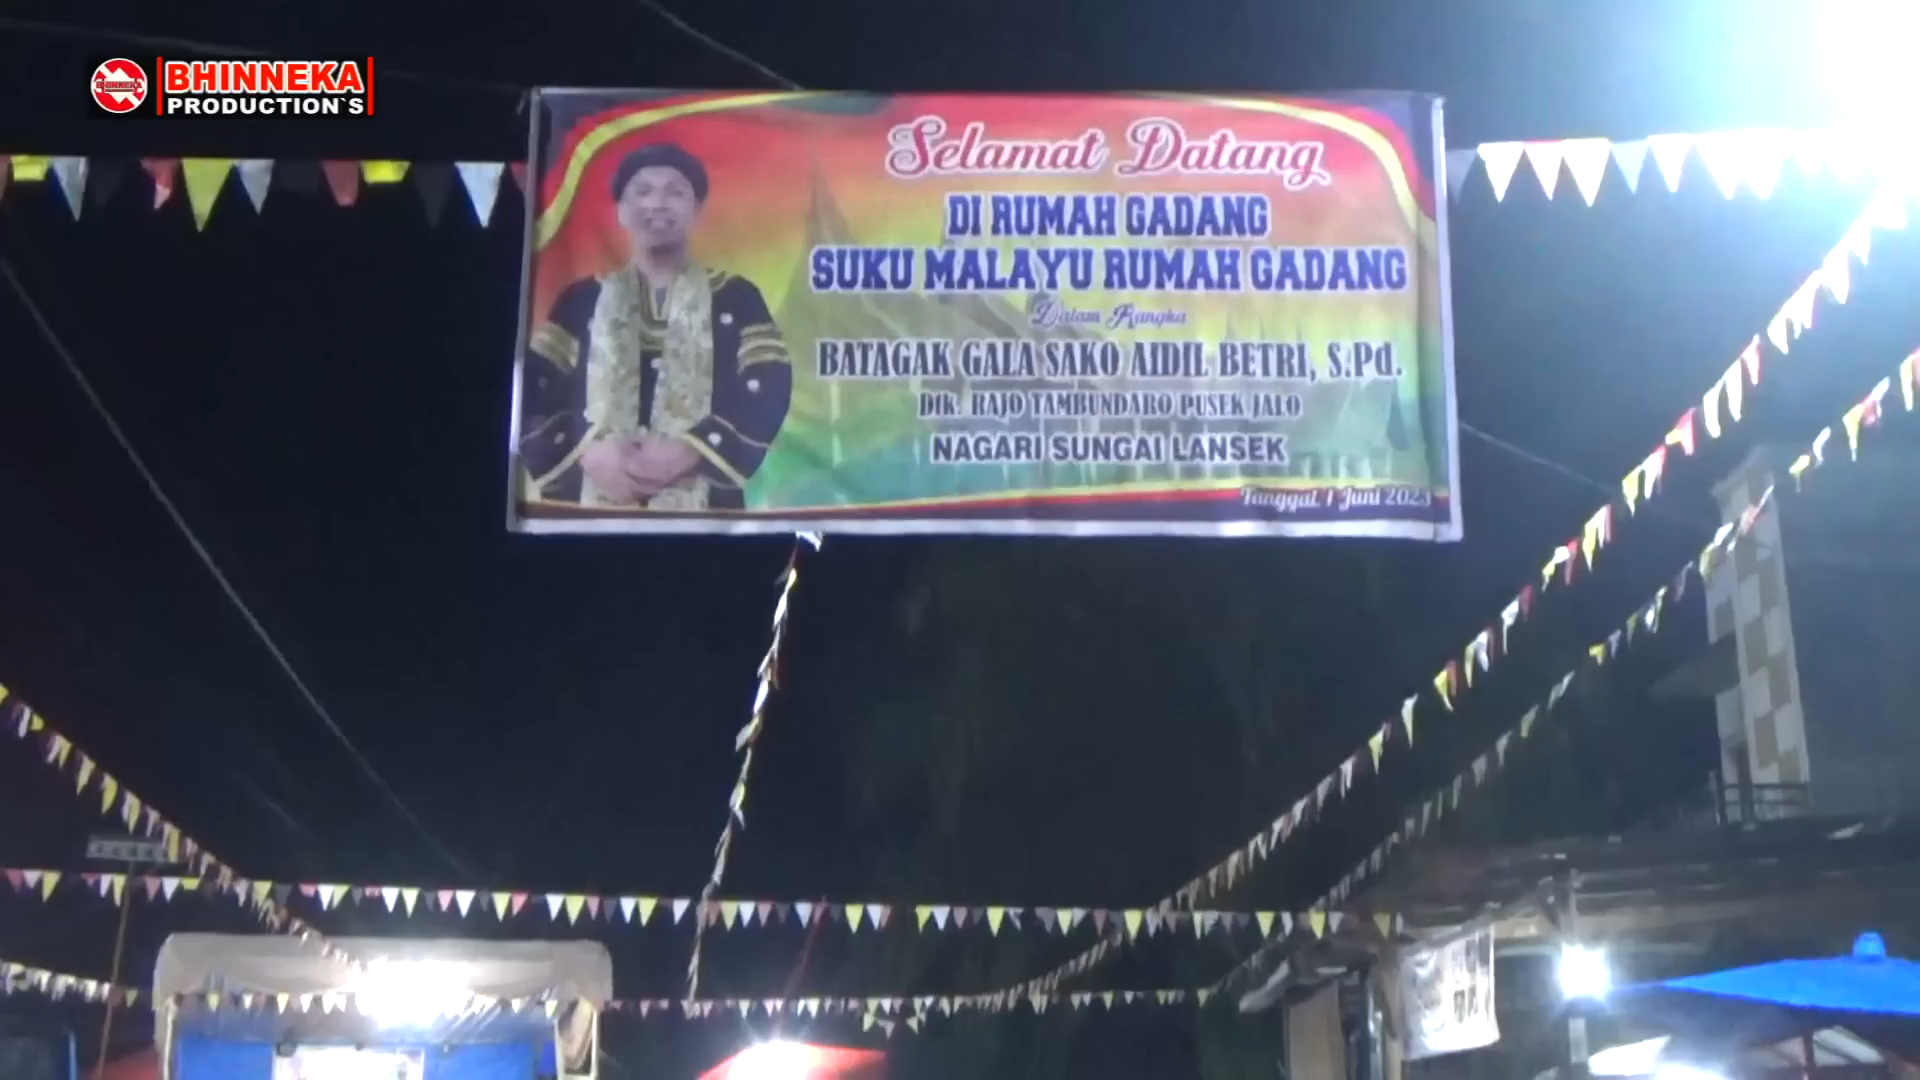 BHINNEKA
PRODUCTION`S
Selamat Datang
DI RUMAH GADANG
SUKU MALAYU RUMAH GADANG
Dalam Rangka
BATAGAK GALA SAKO AIDIL BETRI, S.Pd.
Dtk. RAJO TAMBUNDARO PUSEK JALO
NAGARI SUNGAI LANSEK
Tanggal, 1 Juni 2023